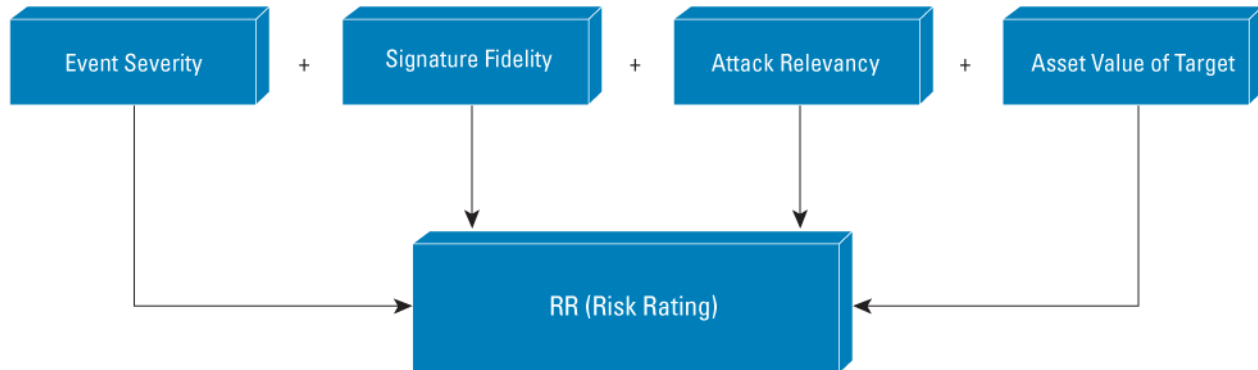 Event Severity + Signature Fidelity + Attack Relevancy + Asset Value of Target
RR (Risk Rating)